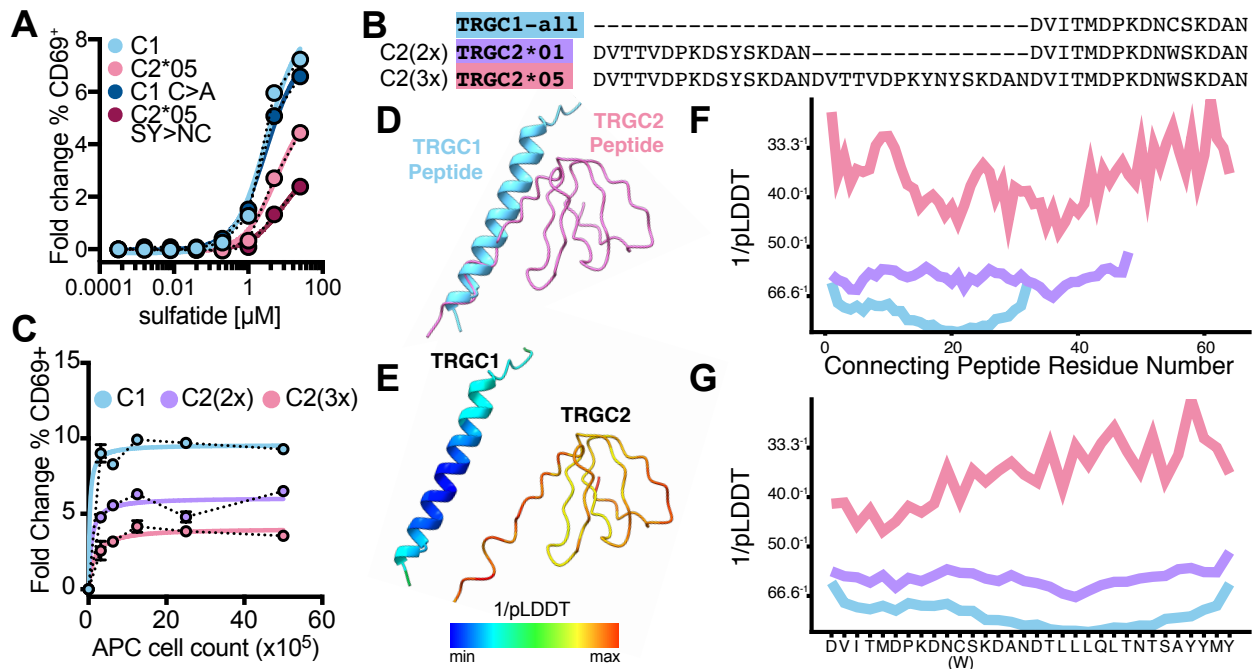 A
C1
C2*05
C1 C>A
C2*05
SY>NC
Fold change % CD69+
8
6
4
2
0
0.0001
0.01
1
100
sulfatide [µM]
B
TRGC1-all --------------------------------DVITMDPKDNCSKDAN
C2(2x) TRGC2*01 DVTTVDPKDSYSKDAN----------------DVITMDPKDNWSKDAN
C2(3x) TRGC2*05 DVTTVDPKDSYSKDANDVTTVDPKYNYSKDANDVITMDPKDNWSKDAN
C
Fold Change % CD69+
15
10
5
0
C1
C2(2x)
C2(3x)
0
20
40
60
APC cell count (x10⁵)
D
TRGC1
Peptide
TRGC2
Peptide
E
TRGC1
TRGC2
1/pLDDT
min
max
F
1/pLDDT
33.3⁻¹
40.0⁻¹
50.0⁻¹
66.6⁻¹
0
20
40
60
Connecting Peptide Residue Number
G
1/pLDDT
33.3⁻¹
40.0⁻¹
50.0⁻¹
66.6⁻¹
DVITMDPKDNCSKDANDTLLLQLTNTSAYYMY
(W)